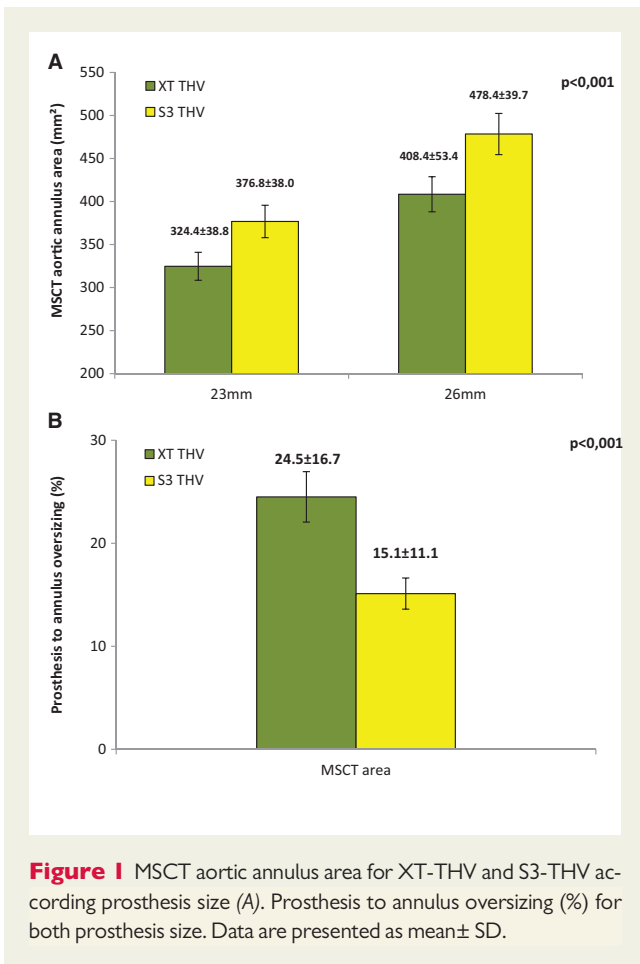 A
550
500
450
400
350
300
250
200
MSCT aortic annulus area (mm²)
XT THV
S3 THV
p<0,001
324.4±38.8
376.8±38.0
408.4±53.4
478.4±39.7
23mm
26mm
B
30
20
10
0
Prosthesis to annulus oversizing (%)
XT THV
S3 THV
p<0,001
24.5±16.7
15.1±11.1
MSCT area
Figure 1 MSCT aortic annulus area for XT-THV and S3-THV ac-
cording prosthesis size (A). Prosthesis to annulus oversizing (%) for
both prosthesis size. Data are presented as mean± SD.